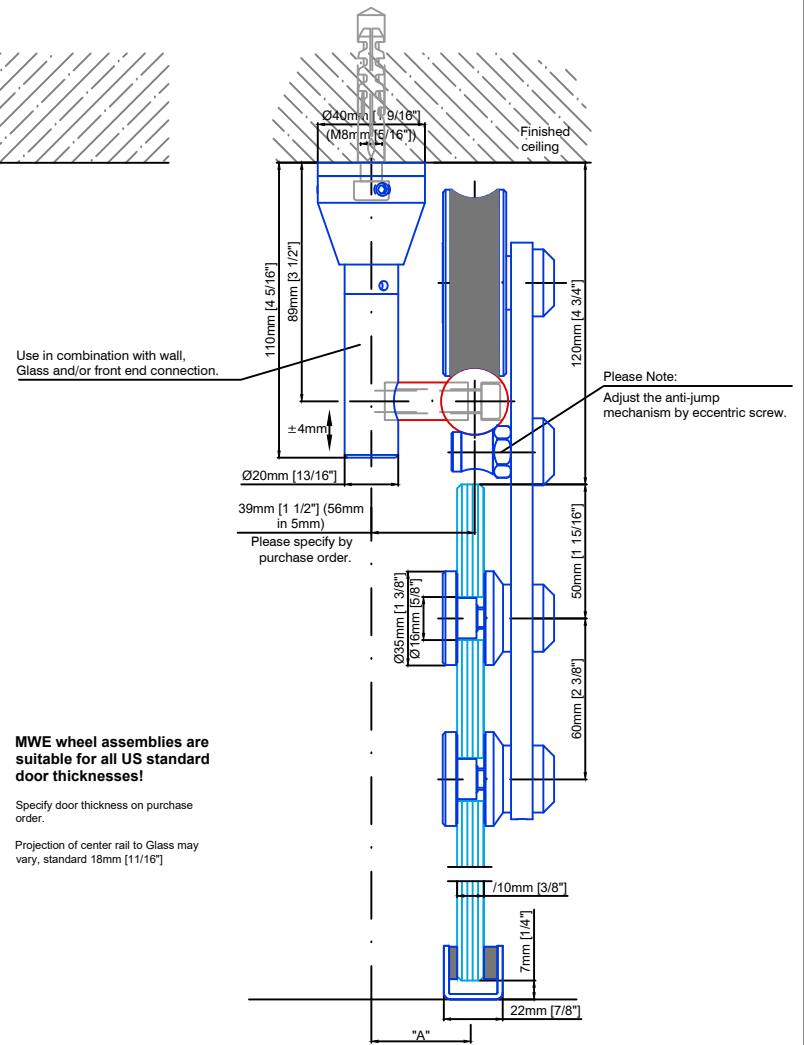 Ø40mm [1 9/16"]
(M8mm [5/16"])
Finished
ceiling
110mm [4 5/16"]
89mm [3 1/2"]
120mm [4 3/4"]
Use in combination with wall,
Glass and/or front end connection.
Please Note:
Adjust the anti-jump
mechanism by eccentric screw.
±4mm
Ø20mm [13/16"]
39mm [1 1/2"] (56mm
in 5mm)
Please specify by
purchase order.
50mm [1 15/16"]
Ø35mm [1 3/8"]
Ø16mm [5/8"]
60mm [2 3/8"]
MWE wheel assemblies are
suitable for all US standard
door thicknesses!
Specify door thickness on purchase
order.
Projection of center rail to Glass may
vary, standard 18mm [11/16"]
/10mm [3/8"]
7mm [1/4"]
22mm [7/8"]
"A"